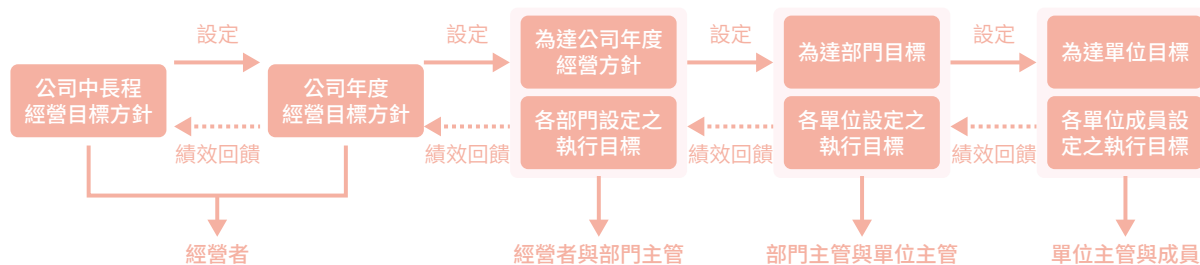 設定
設定
設定
設定
公司中長程
經營目標方針
公司年度
經營目標方針
為達公司年度
經營方針
為達部門目標
為達單位目標
各部門設定之
執行目標
各單位設定之
執行目標
各單位成員設
定之執行目標
績效回饋
績效回饋
績效回饋
績效回饋
經營者
經營者與部門主管
部門主管與單位主管
單位主管與成員